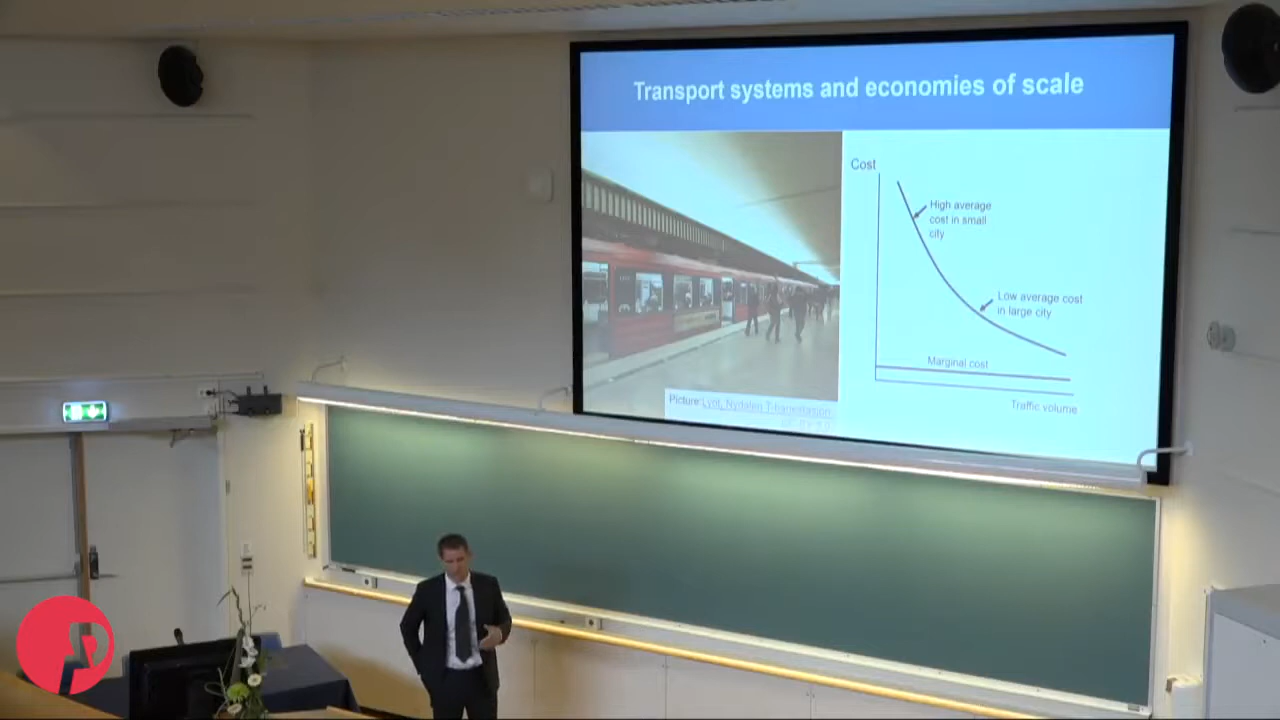 Transport systems and economies of scale
Cost
High average
cost in small
city
Low average cost
in large city
Marginal cost
Traffic volume
Picture: Lyot, Nydalen T-banestasjon